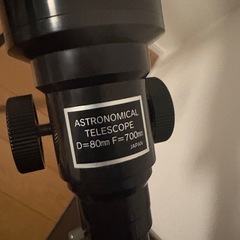 ASTRONOMICAL
TELESCOPE
D=80mm F=700mm
JAPAN